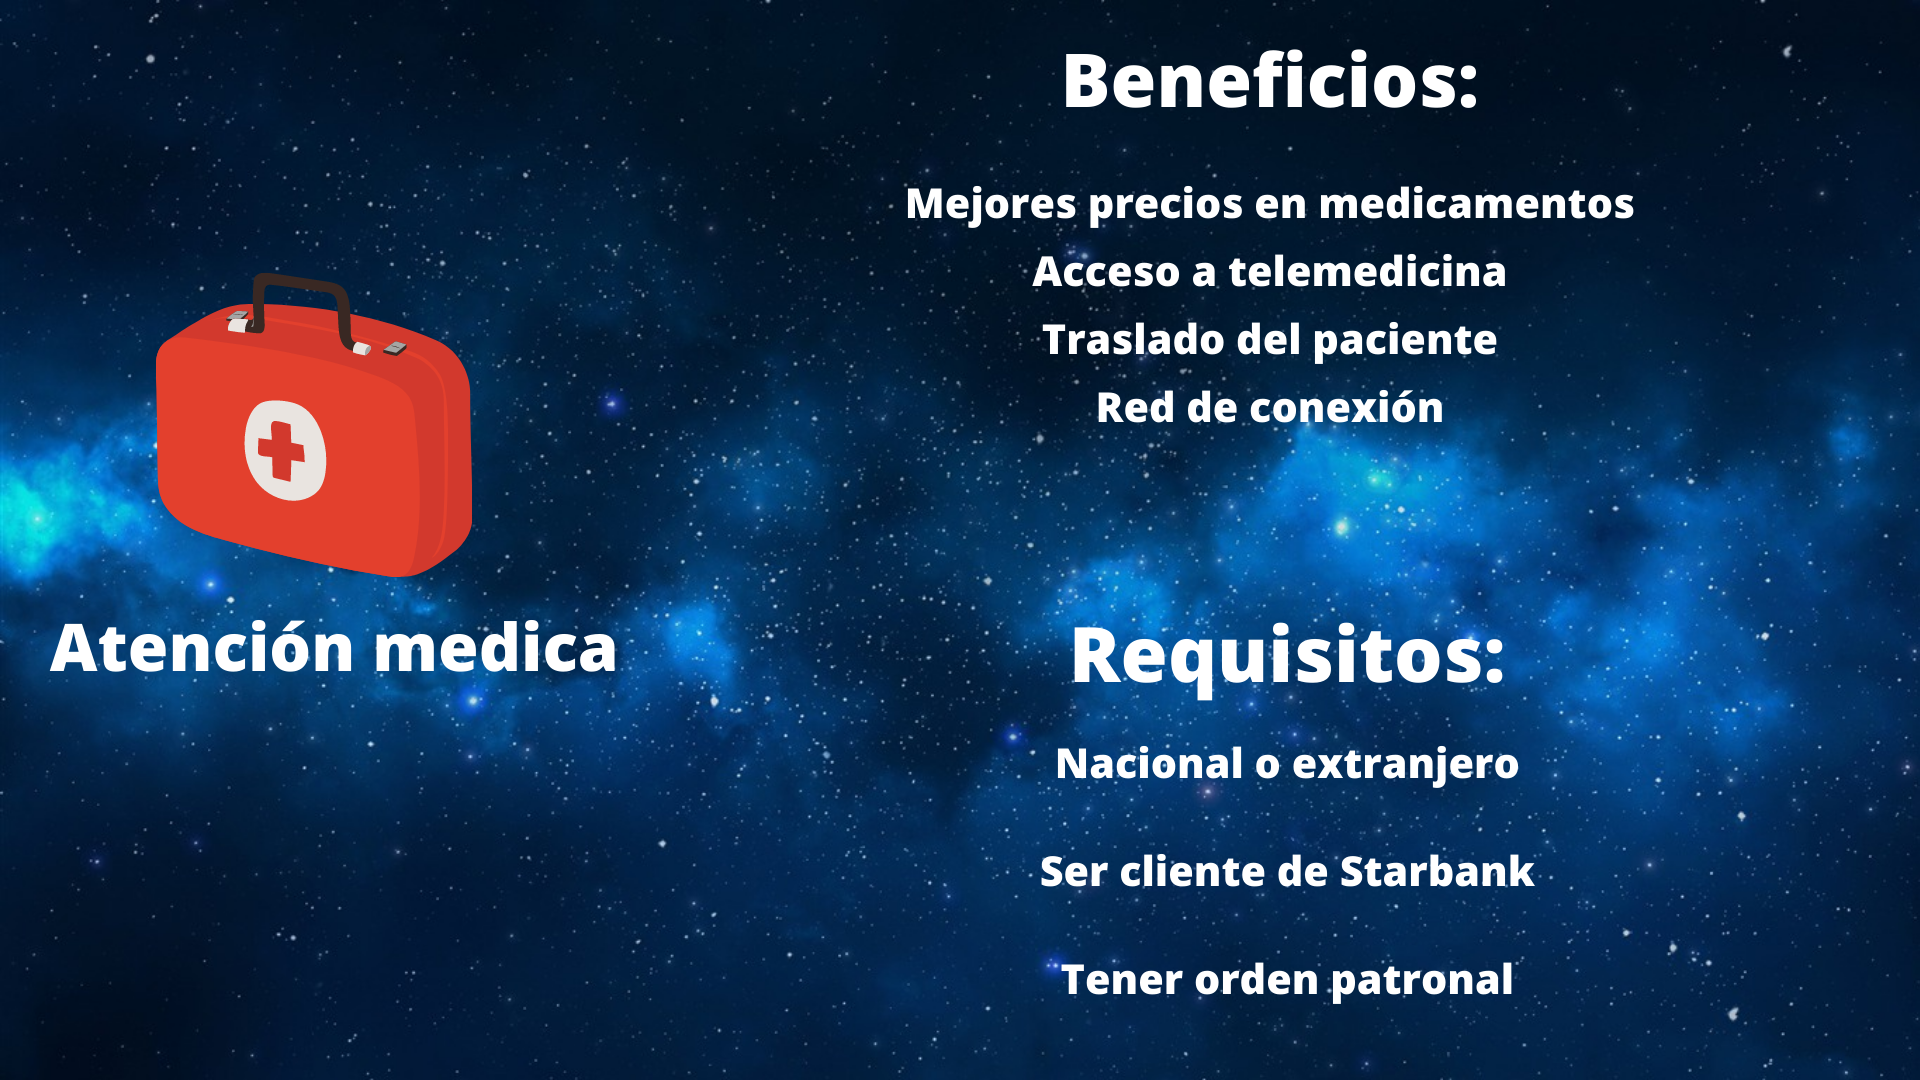 Atención medica
Beneficios:
Mejores precios en medicamentos
Acceso a telemedicina
Traslado del paciente
Red de conexión
Requisitos:
Nacional o extranjero
Ser cliente de Starbank
Tener orden patronal